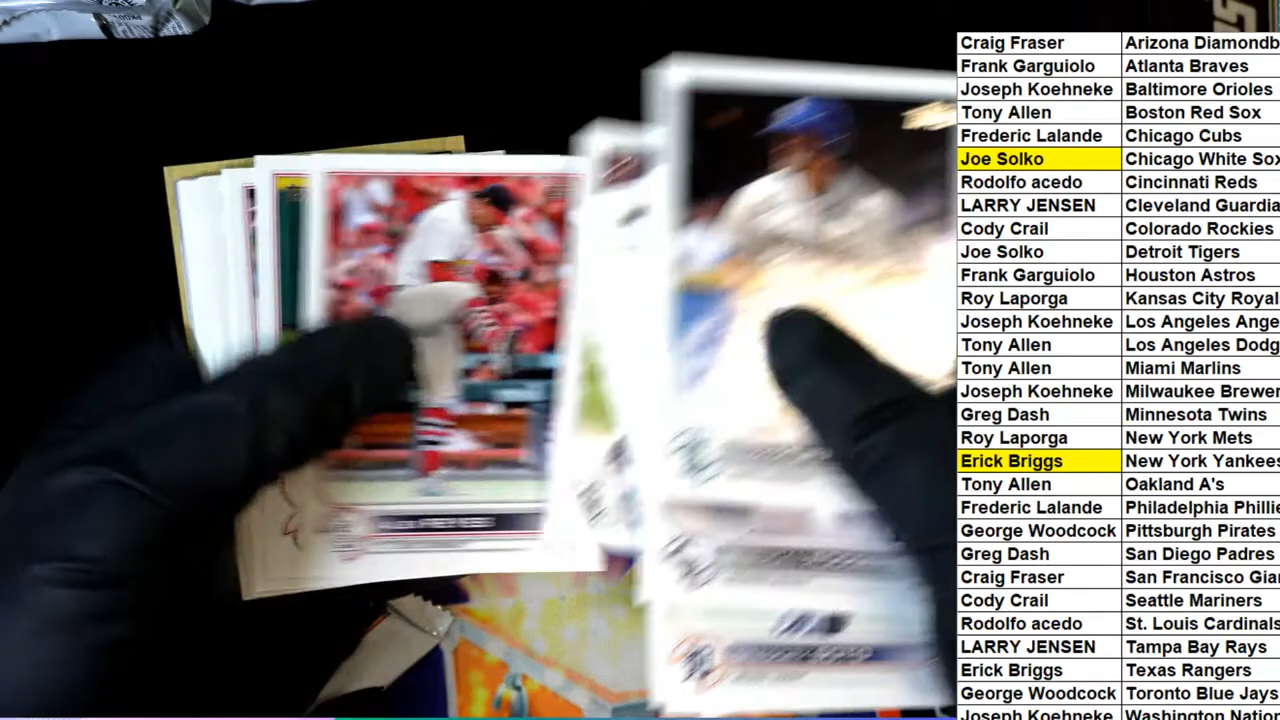 Craig Fraser Arizona Diamondb
Frank Garguiolo Atlanta Braves
Joseph Koehneke Baltimore Orioles
Tony Allen Boston Red Sox
Frederic Lalande Chicago Cubs
Joe Solko Chicago White Sox
Rodolfo acedo Cincinnati Reds
LARRY JENSEN Cleveland Guardia
Cody Crail Colorado Rockies
Joe Solko Detroit Tigers
Frank Garguiolo Houston Astros
Roy Laporga Kansas City Royal
Joseph Koehneke Los Angeles Ange
Tony Allen Los Angeles Dodg
Tony Allen Miami Marlins
Joseph Koehneke Milwaukee Brewer
Greg Dash Minnesota Twins
Roy Laporga New York Mets
Erick Briggs New York Yankees
Tony Allen Oakland A's
Frederic Lalande Philadelphia Phillie
George Woodcock Pittsburgh Pirates
Greg Dash San Diego Padres
Craig Fraser San Francisco Gia
Cody Crail Seattle Mariners
Rodolfo acedo St. Louis Cardinals
LARRY JENSEN Tampa Bay Rays
Erick Briggs Texas Rangers
George Woodcock Toronto Blue Jays
Joseph Koehneke Washington Nation